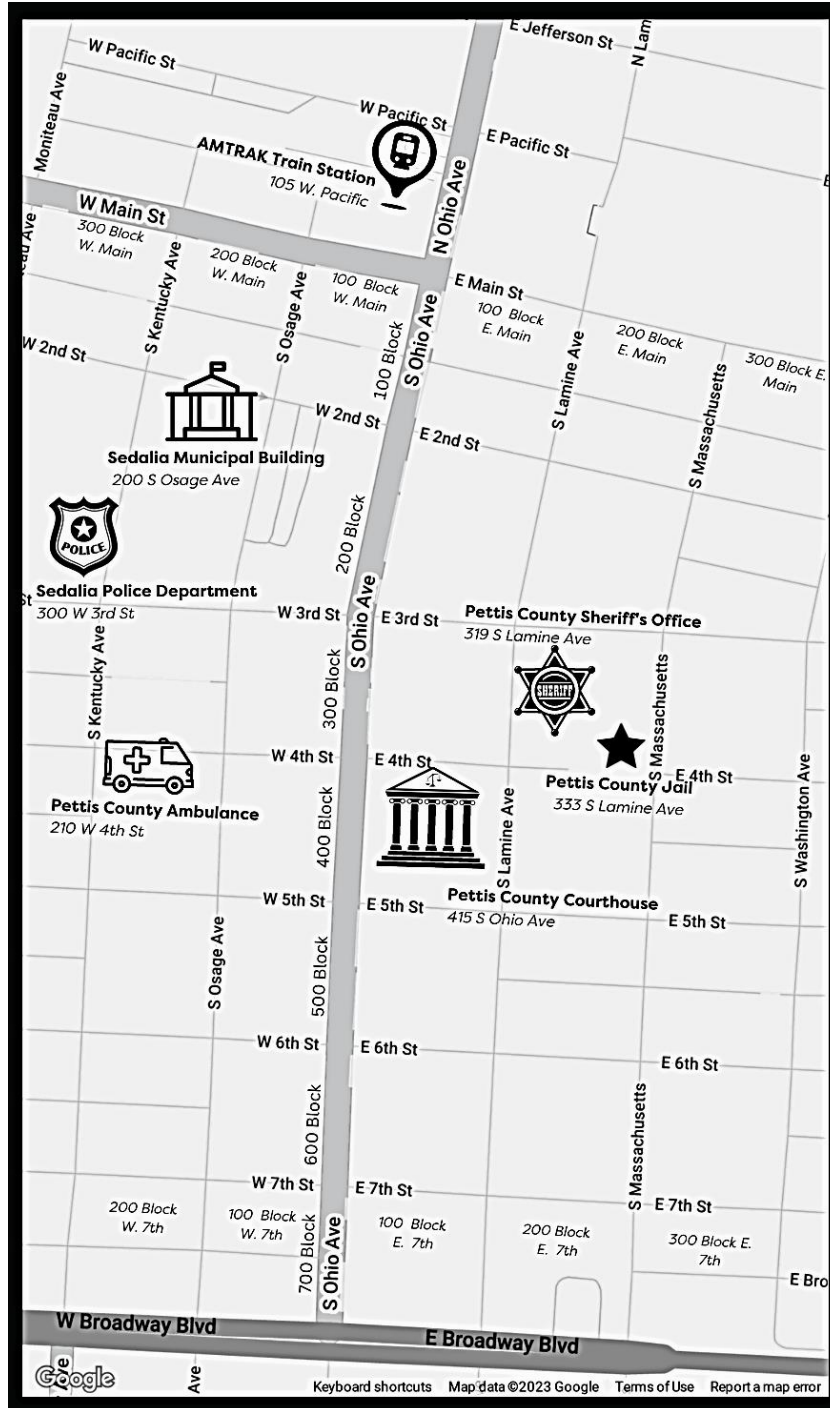 E Jefferson St
N Lam
W Pacific St
Moniteau Ave
W Pacific St
E Pacific St
AMTRAK Train Station
105 W. Pacific
N Ohio Ave
W Main St
300 Block
W. Main
200 Block
W. Main
100 Block
W. Main
E Main St
100 Block
E. Main
200 Block
E. Main
300 Block E.
Main
eau Ave
S Kentucky Ave
S Osage Ave
100 Block
S Ohio Ave
S Lamine Ave
S Massachusetts
W 2nd St
W 2nd St
E 2nd St
Sedalia Municipal Building
200 S Osage Ave
POLICE
200 Block
Sedalia Police Department
300 W 3rd St
St
W 3rd St
E 3rd St
S Ohio Ave
Pettis County Sheriff's Office
319 S Lamine Ave
SHERIFF
S Kentucky Ave
300 Block
S Massachusetts
W 4th St
E 4th St
E 4th St
Pettis County Jail
333 S Lamine Ave
Pettis County Ambulance
210 W 4th St
400 Block
S Lamine Ave
S Washington Ave
Pettis County Courthouse
415 S Ohio Ave
W 5th St
E 5th St
E 5th St
S Osage Ave
500 Block
W 6th St
E 6th St
E 6th St
600 Block
S Massachusetts
W 7th St
E 7th St
E 7th St
200 Block
W. 7th
100 Block
W. 7th
700 Block
S Ohio Ave
100 Block
E. 7th
200 Block
E. 7th
300 Block E.
7th
E Bro
W Broadway Blvd
E Broadway Blvd
Ave
Ave
Google
Keyboard shortcuts
Map data ©2023 Google
Terms of Use
Report a map error